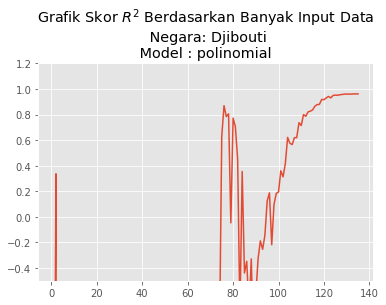 Grafik Skor R² Berdasarkan Banyak Input Data
Negara: Djibouti
Model : polinomial
1.2
1.0
0.8
0.6
0.4
0.2
0.0
−0.2
−0.4
0 20 40 60 80 100 120 140